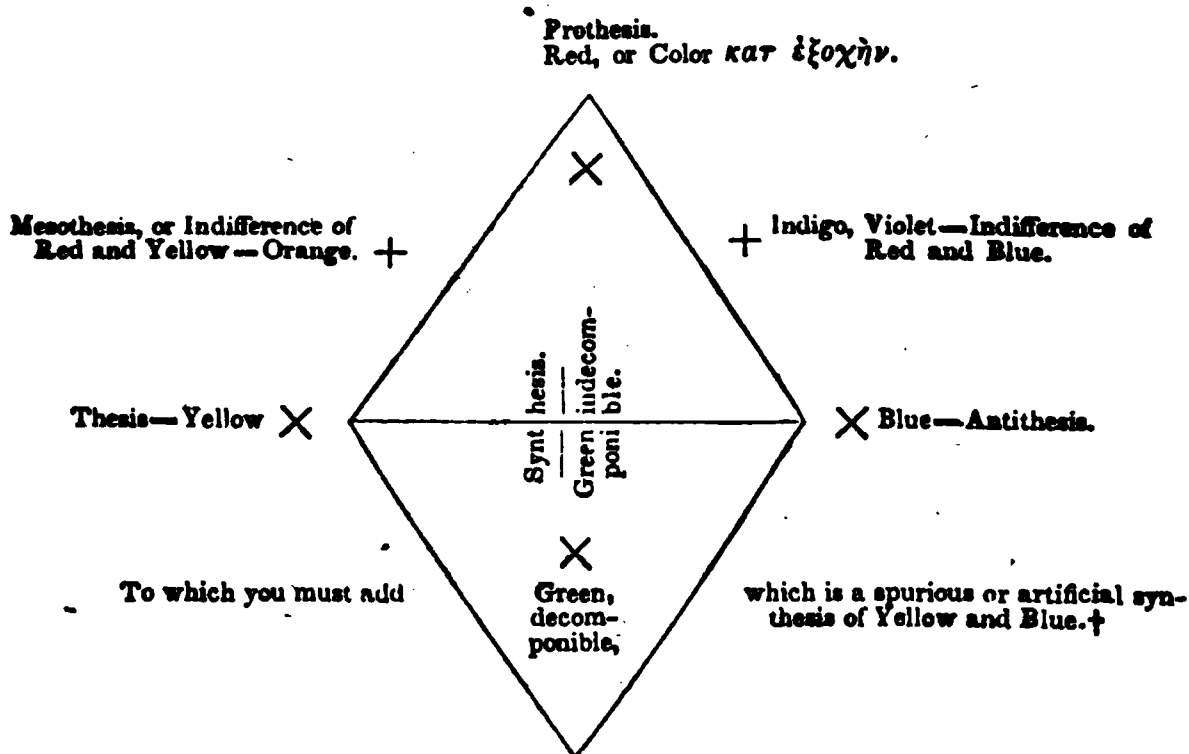 Prothesis.
Red, or Color κατ ἐξοχὴν.
Mesothesis, or Indifference of
Red and Yellow—Orange. +
+ Indigo, Violet—Indifference of
Red and Blue.
Synthesis.
Green indecom-
ponible.
Thesis—Yellow ×
× Blue—Antithesis.
To which you must add
Green,
decom-
ponible,
which is a spurious or artificial syn-
thesis of Yellow and Blue.†